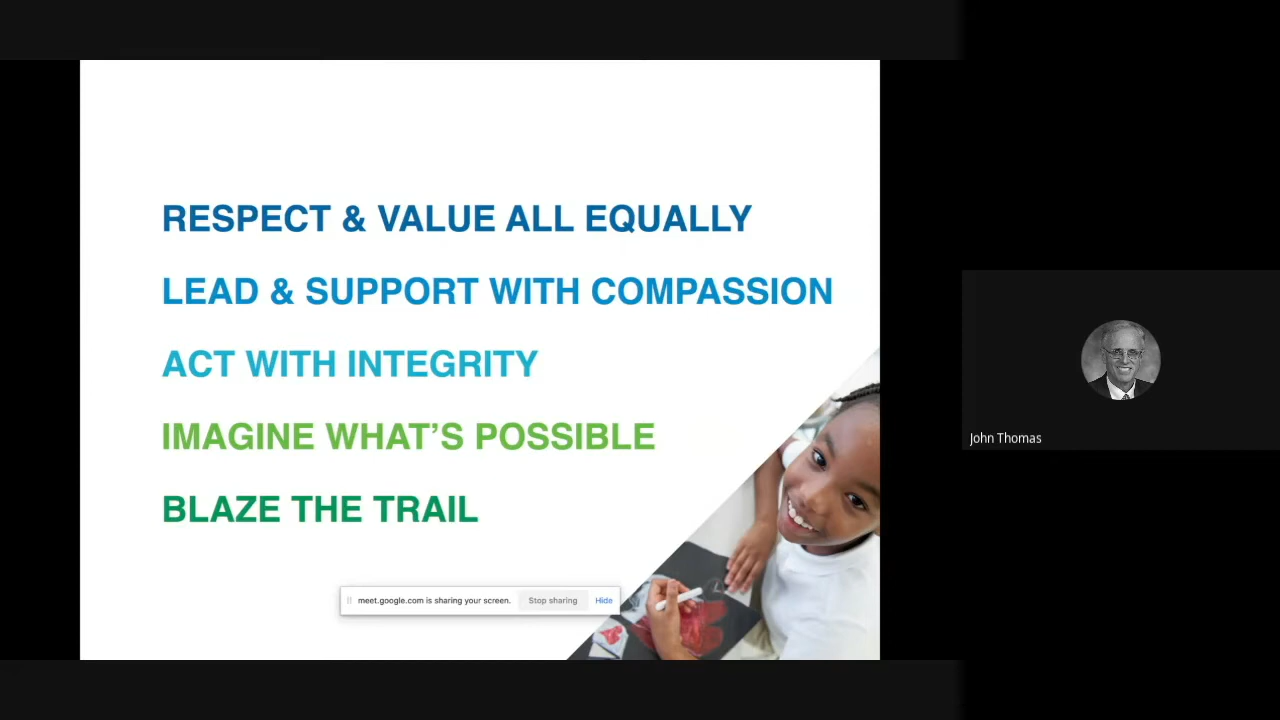 RESPECT & VALUE ALL EQUALLY
LEAD & SUPPORT WITH COMPASSION
ACT WITH INTEGRITY
IMAGINE WHAT'S POSSIBLE
BLAZE THE TRAIL
meet.google.com is sharing your screen. Stop sharing Hide
John Thomas